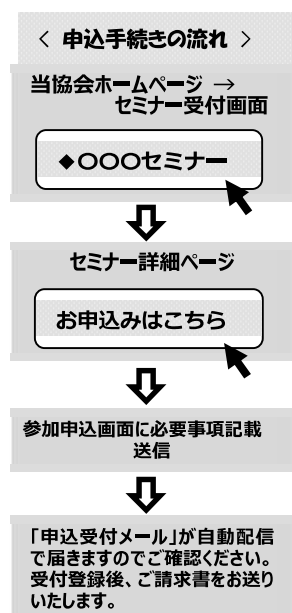 〈 申込手続きの流れ 〉
当協会ホームページ →
セミナー受付画面
◆〇〇〇セミナー
セミナー詳細ページ
お申込みはこちら
参加申込画面に必要事項記載
送信
「申込受付メール」が自動配信
で届きますのでご確認ください。
受付登録後、ご請求書をお送り
いたします。